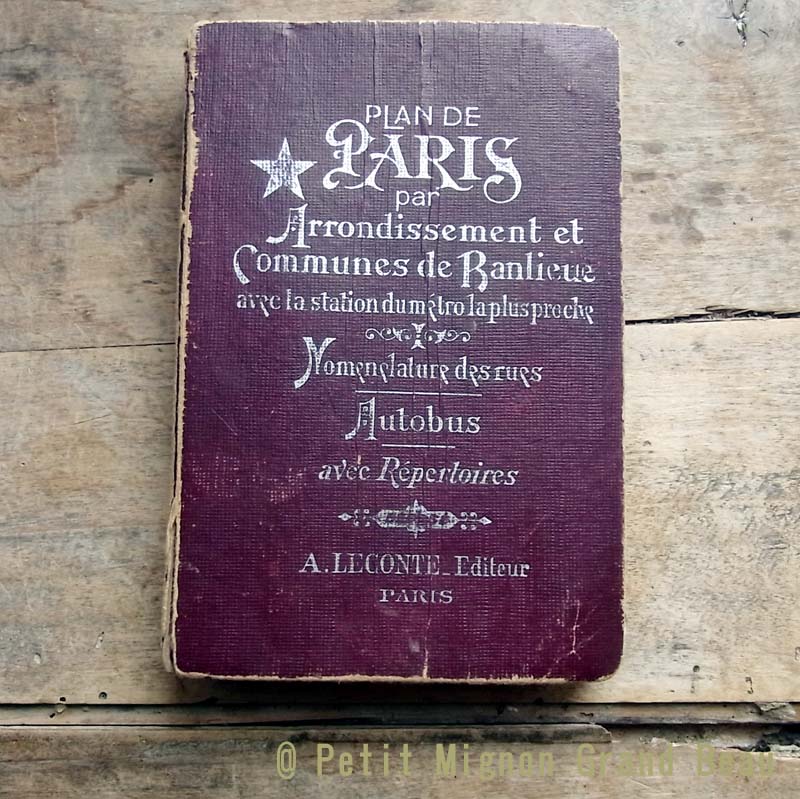 PLAN DE
PARIS
par
Arrondissement et
Communes de Banlieue
avec la station du métro la plus proche
Nomenclature des rues
Autobus
avec Répertoires
A. LECONTE_Editeur
PARIS
@ Petit Mignon Grand Beau